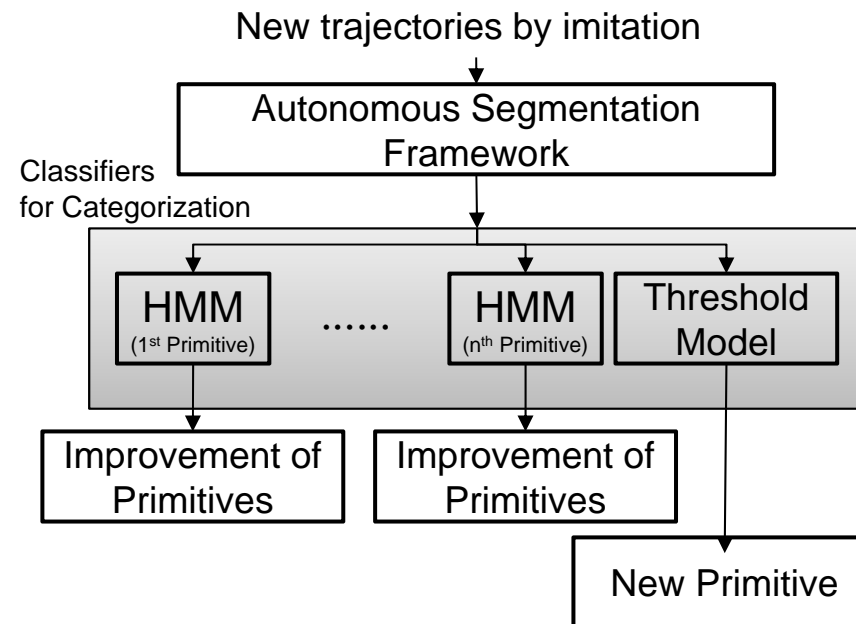 New trajectories by imitation
Autonomous Segmentation
Framework
Classifiers
for Categorization
HMM
(1st Primitive)
......
HMM
(nth Primitive)
Threshold
Model
Improvement of
Primitives
Improvement of
Primitives
New Primitive